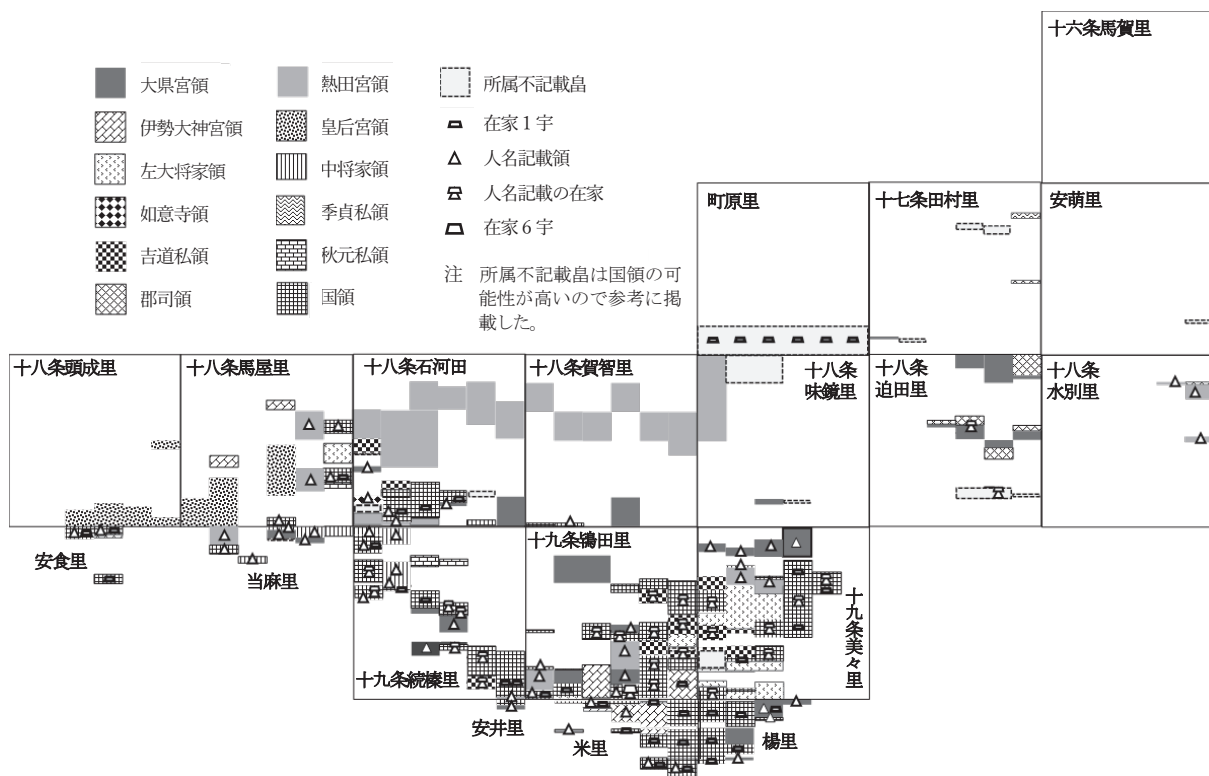 十六条馬賀里
大県宮領
熱田宮領
所属不記載畠
伊勢大神宮領
皇后宮領
在家1宇
左大将家領
中将家領
人名記載領
如意寺領
季貞私領
人名記載の在家
吉道私領
秋元私領
在家6宇
郡司領
国領
注 所属不記載畠は国領の可
能性が高いので参考に掲
載した。
町原里
十七条田村里
安萌里
十八条頭成里
十八条馬屋里
十八条石河田
十八条賀智里
十八条
味鏡里
十八条
迫田里
十八条
水別里
安食里
当麻里
十九条鵤田里
十九条美々里
十九条続榛里
安井里
米里
楊里